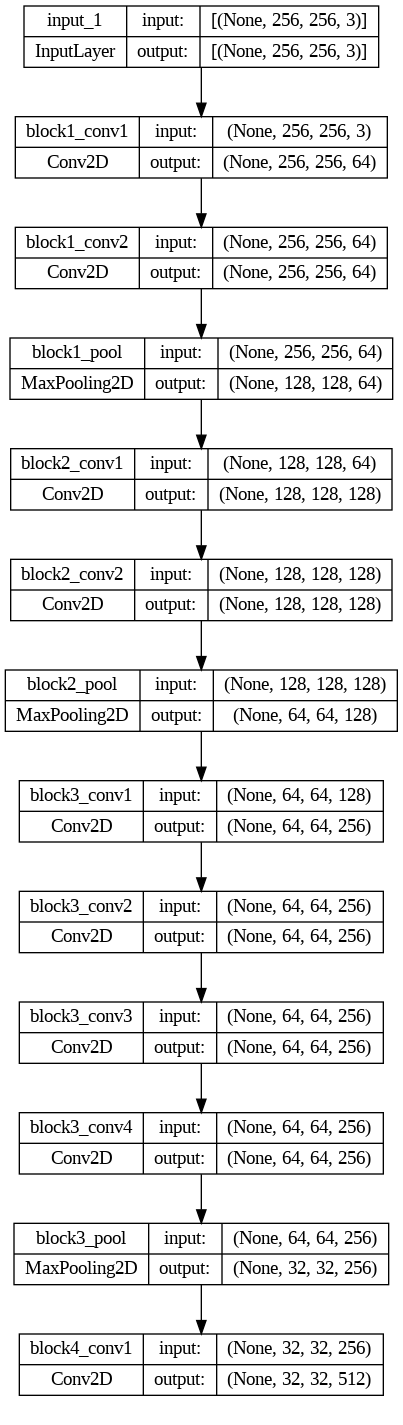 input_1 input: [(None, 256, 256, 3)]
InputLayer output: [(None, 256, 256, 3)]
block1_conv1 input: (None, 256, 256, 3)
Conv2D output: (None, 256, 256, 64)
block1_conv2 input: (None, 256, 256, 64)
Conv2D output: (None, 256, 256, 64)
block1_pool input: (None, 256, 256, 64)
MaxPooling2D output: (None, 128, 128, 64)
block2_conv1 input: (None, 128, 128, 64)
Conv2D output: (None, 128, 128, 128)
block2_conv2 input: (None, 128, 128, 128)
Conv2D output: (None, 128, 128, 128)
block2_pool input: (None, 128, 128, 128)
MaxPooling2D output: (None, 64, 64, 128)
block3_conv1 input: (None, 64, 64, 128)
Conv2D output: (None, 64, 64, 256)
block3_conv2 input: (None, 64, 64, 256)
Conv2D output: (None, 64, 64, 256)
block3_conv3 input: (None, 64, 64, 256)
Conv2D output: (None, 64, 64, 256)
block3_conv4 input: (None, 64, 64, 256)
Conv2D output: (None, 64, 64, 256)
block3_pool input: (None, 64, 64, 256)
MaxPooling2D output: (None, 32, 32, 256)
block4_conv1 input: (None, 32, 32, 256)
Conv2D output: (None, 32, 32, 512)